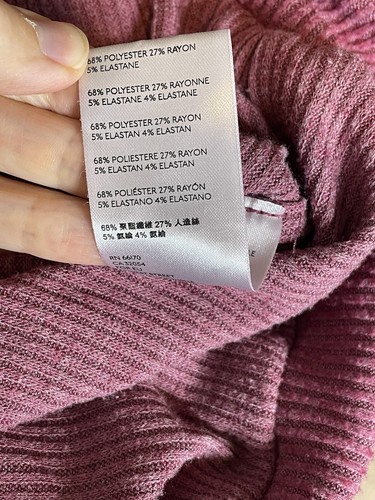 68% POLYESTER 27% RAYON
5% ELASTANE
68% POLYESTER 27% RAYONNE
5% ELASTANE 4% ELASTANE
68% POLYESTER 27% RAYON
5% ELASTAN 4% ELASTAN
68% POLIESTERE 27% RAYON
5% ELASTAN 4% ELASTAN
68% POLIÉSTER 27% RAYÓN
5% ELASTANO 4% ELASTANO
68% 聚酯纖維 27% 人造絲
5% 氨綸 4% 氨綸
RN 66170
CA 32054